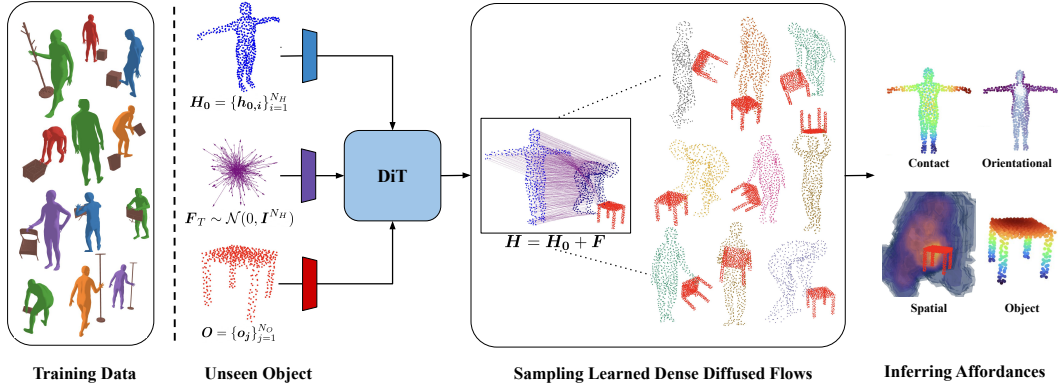 H₀ = {h₀,ᵢ}ᵢ₌₁^{N_H}
F_T ∼ 𝒩(0, I^{N_H})
O = {oⱼ}ⱼ₌₁^{N_O}
DiT
H = H₀ + F
Contact
Orientational
Spatial
Object
Training Data
Unseen Object
Sampling Learned Dense Diffused Flows
Inferring Affordances